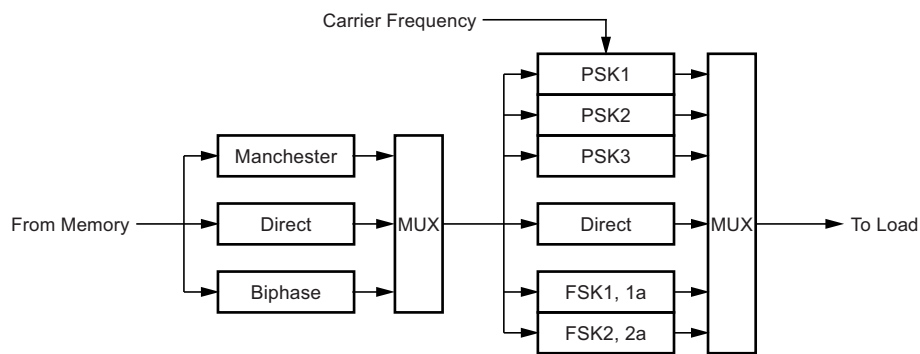 Carrier Frequency
PSK1
PSK2
PSK3
Manchester
From Memory
Direct
MUX
Direct
MUX
To Load
Biphase
FSK1, 1a
FSK2, 2a